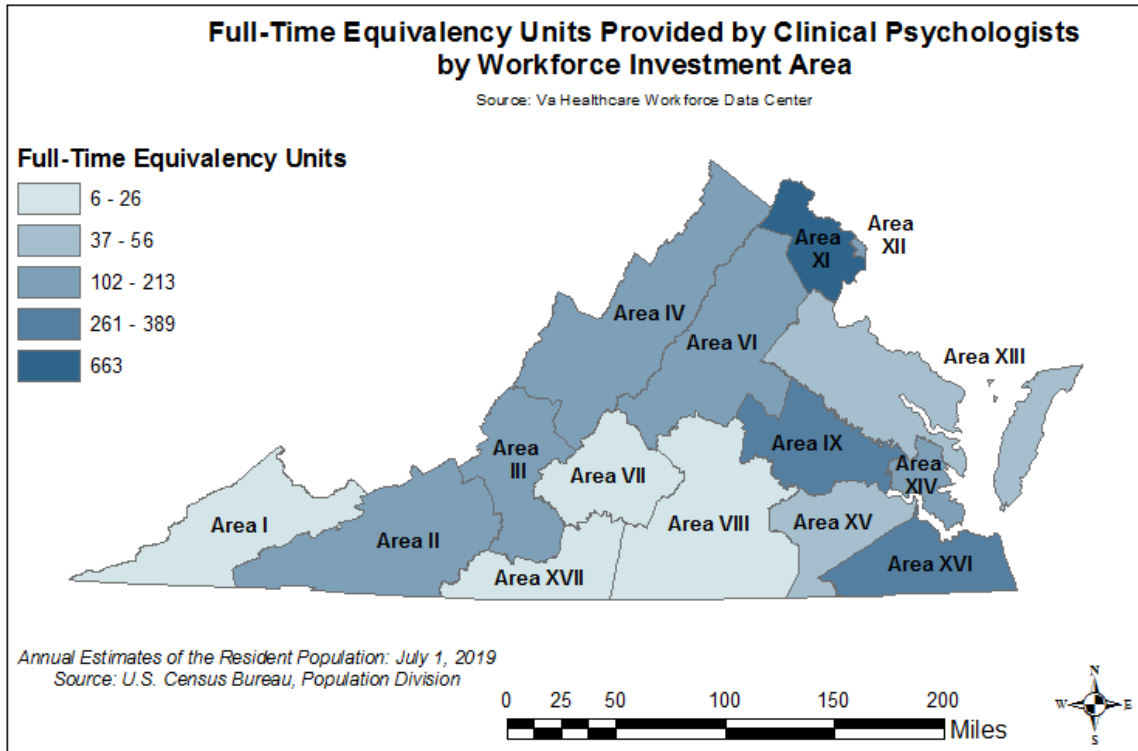 Full-Time Equivalency Units Provided by Clinical Psychologists
by Workforce Investment Area
Source: Va Healthcare Workforce Data Center
Full-Time Equivalency Units
6 - 26
37 - 56
102 - 213
261 - 389
663
Area
XII
Area
XI
Area IV
Area VI
Area XIII
Area IX
Area
III
Area VII
Area
XIV
Area I
Area II
Area VIII
Area XV
Area XVII
Area XVI
Annual Estimates of the Resident Population: July 1, 2019
Source: U.S. Census Bureau, Population Division
0 25 50 100 150 200
Miles
N
W E
S